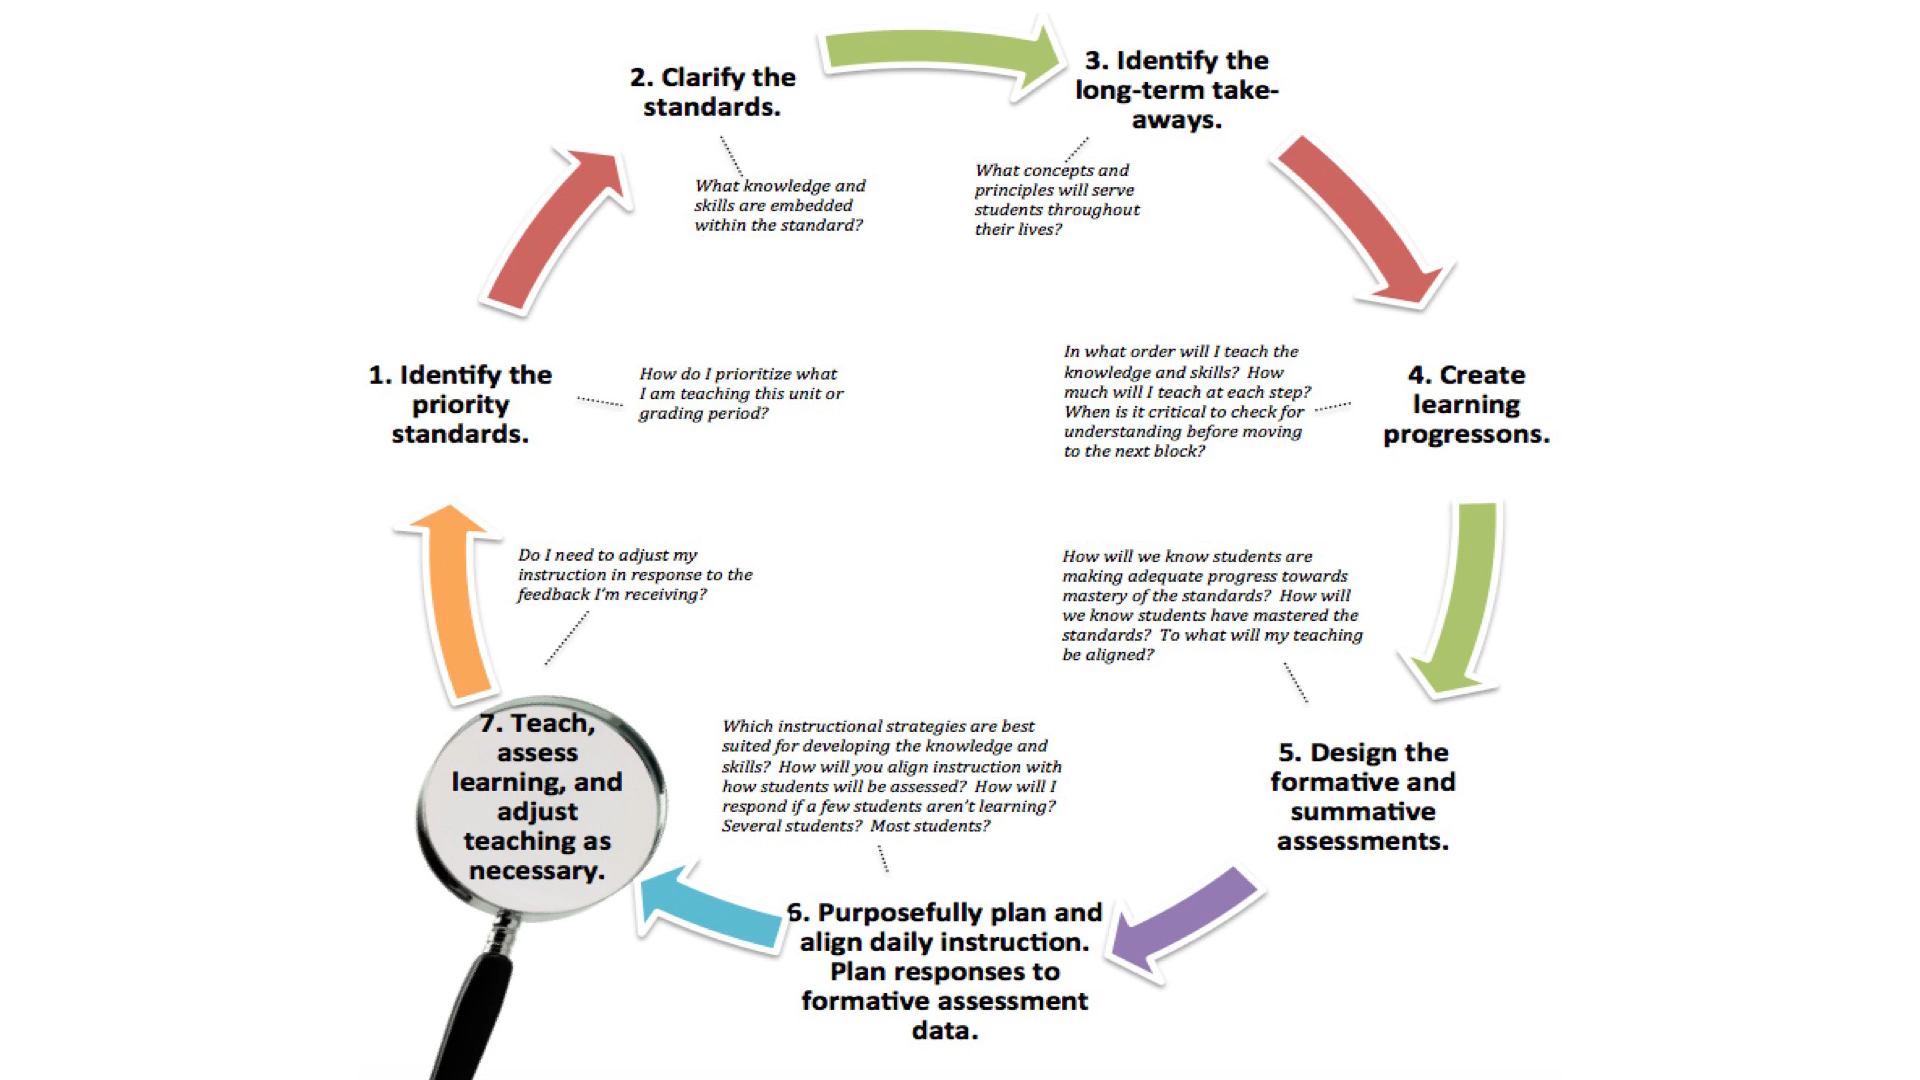 1. Identify the
priority
standards.
How do I prioritize what
I am teaching this unit or
grading period?
2. Clarify the
standards.
What knowledge and
skills are embedded
within the standard?
3. Identify the
long-term take-
aways.
What concepts and
principles will serve
students throughout
their lives?
4. Create
learning
progressons.
In what order will I teach the
knowledge and skills? How
much will I teach at each step?
When is it critical to check for
understanding before moving
to the next block?
5. Design the
formative and
summative
assessments.
How will we know students are
making adequate progress towards
mastery of the standards? How will
we know students have mastered the
standards? To what will my teaching
be aligned?
6. Purposefully plan and
align daily instruction.
Plan responses to
formative assessment
data.
Which instructional strategies are best
suited for developing the knowledge and
skills? How will you align instruction with
how students will be assessed? How will I
respond if a few students aren't learning?
Several students? Most students?
7. Teach,
assess
learning, and
adjust
teaching as
necessary.
Do I need to adjust my
instruction in response to the
feedback I'm receiving?